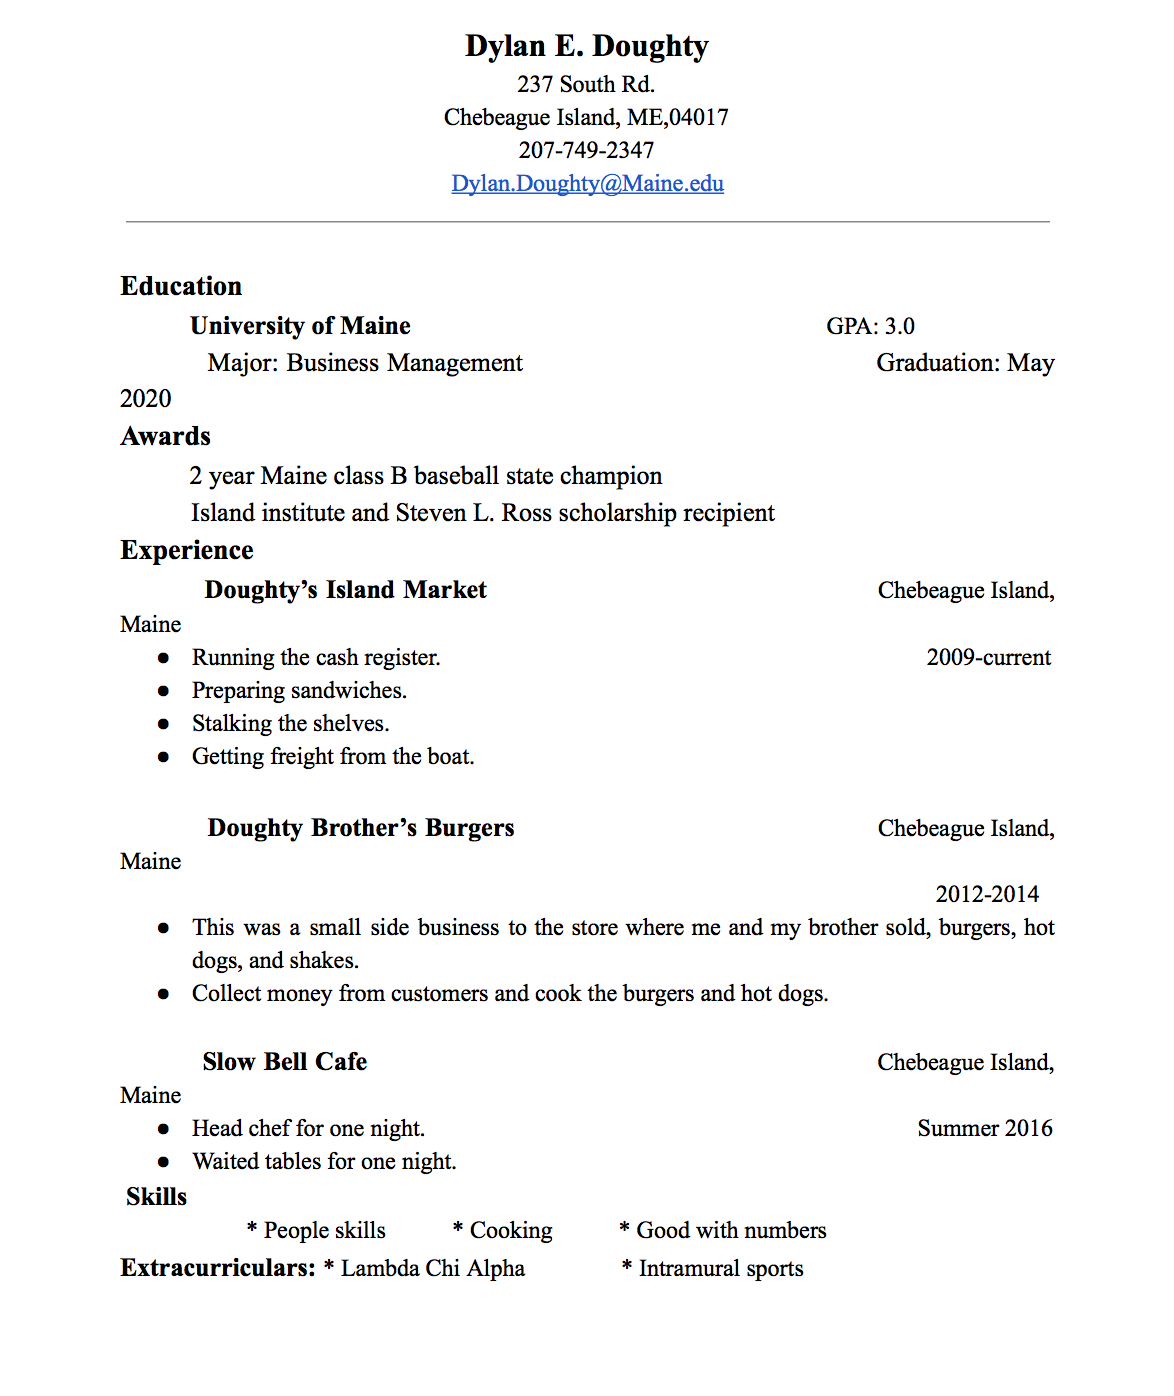 Dylan E. Doughty
237 South Rd.
Chebeague Island, ME,04017
207-749-2347
Dylan.Doughty@Maine.edu
Education
University of Maine GPA: 3.0
Major: Business Management Graduation: May
2020
Awards
2 year Maine class B baseball state champion
Island institute and Steven L. Ross scholarship recipient
Experience
Doughty’s Island Market Chebeague Island,
Maine
● Running the cash register. 2009-current
● Preparing sandwiches.
● Stalking the shelves.
● Getting freight from the boat.
Doughty Brother’s Burgers Chebeague Island,
Maine
2012-2014
● This was a small side business to the store where me and my brother sold, burgers, hot
dogs, and shakes.
● Collect money from customers and cook the burgers and hot dogs.
Slow Bell Cafe Chebeague Island,
Maine
● Head chef for one night. Summer 2016
● Waited tables for one night.
Skills
* People skills * Cooking * Good with numbers
Extracurriculars: * Lambda Chi Alpha * Intramural sports